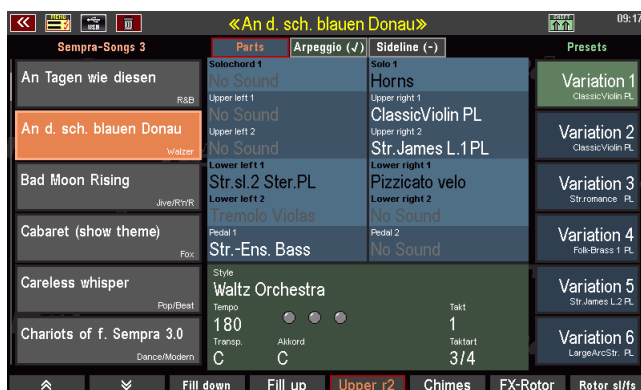 MENU
USB
SHIFT
«An d. sch. blauen Donau»
09:17
Sempra-Songs 3
Parts
Arpeggio (√)
Sideline (-)
Presets
An Tagen wie diesen
R&B
An d. sch. blauen Donau
Walzer
Bad Moon Rising
Jive/R'n'R
Cabaret (show theme)
Fox
Careless whisper
Pop/Beat
Chariots of f. Sempra 3.0
Dance/Modern
Solochord 1
No Sound
Solo 1
Horns
Upper left 1
No Sound
Upper right 1
ClassicViolin PL
Upper left 2
No Sound
Upper right 2
Str.James L.1PL
Lower left 1
Str.sl.2 Ster.PL
Lower right 1
Pizzicato velo
Lower left 2
Tremolo Violas
Lower right 2
No Sound
Pedal 1
Str.-Ens. Bass
Pedal 2
No Sound
Style
Waltz Orchestra
Tempo
180
Takt
1
Transp.
C
Akkord
C
Taktart
3/4
Variation 1
ClassicViolin PL
Variation 2
ClassicViolin PL
Variation 3
Str.romance PL
Variation 4
Folk-Brass 1 PL
Variation 5
Str.James L.2 PL
Variation 6
LargeArcStr. PL
Fill down
Fill up
Upper r2
Chimes
FX-Rotor
Rotor sl/fs